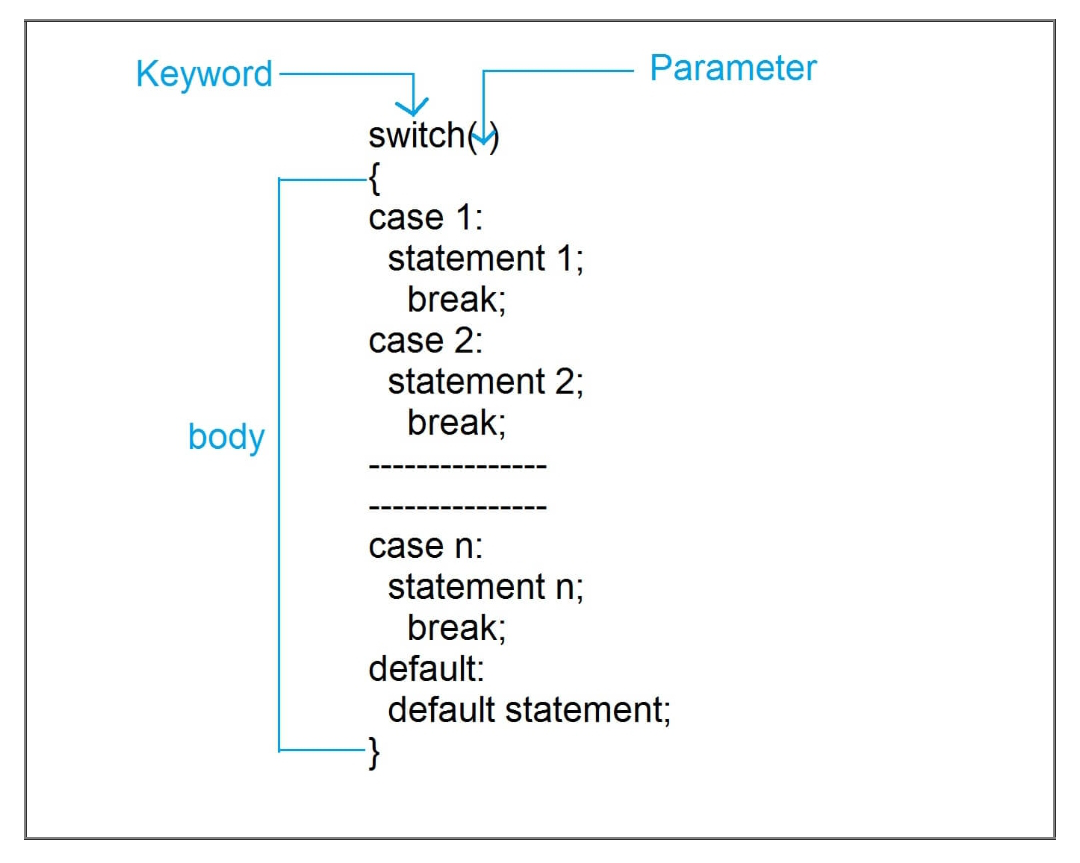 Keyword
Parameter
switch( )
{
case 1:
statement 1;
break;
case 2:
statement 2;
break;
body
---------------
---------------
case n:
statement n;
break;
default:
default statement;
}